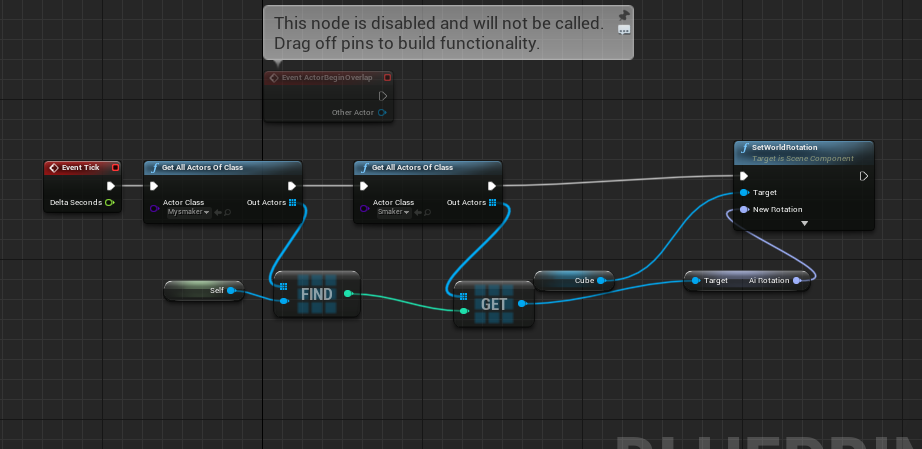 This node is disabled and will not be called.
Drag off pins to build functionality.
Event ActorBeginOverlap
Other Actor
Event Tick
Delta Seconds
Get All Actors Of Class
Actor Class
Mysmaker
Out Actors
Get All Actors Of Class
Actor Class
Smaker
Out Actors
SetWorldRotation
Target is Scene Component
Target
New Rotation
Self
FIND
GET
Cube
Target
Ai Rotation